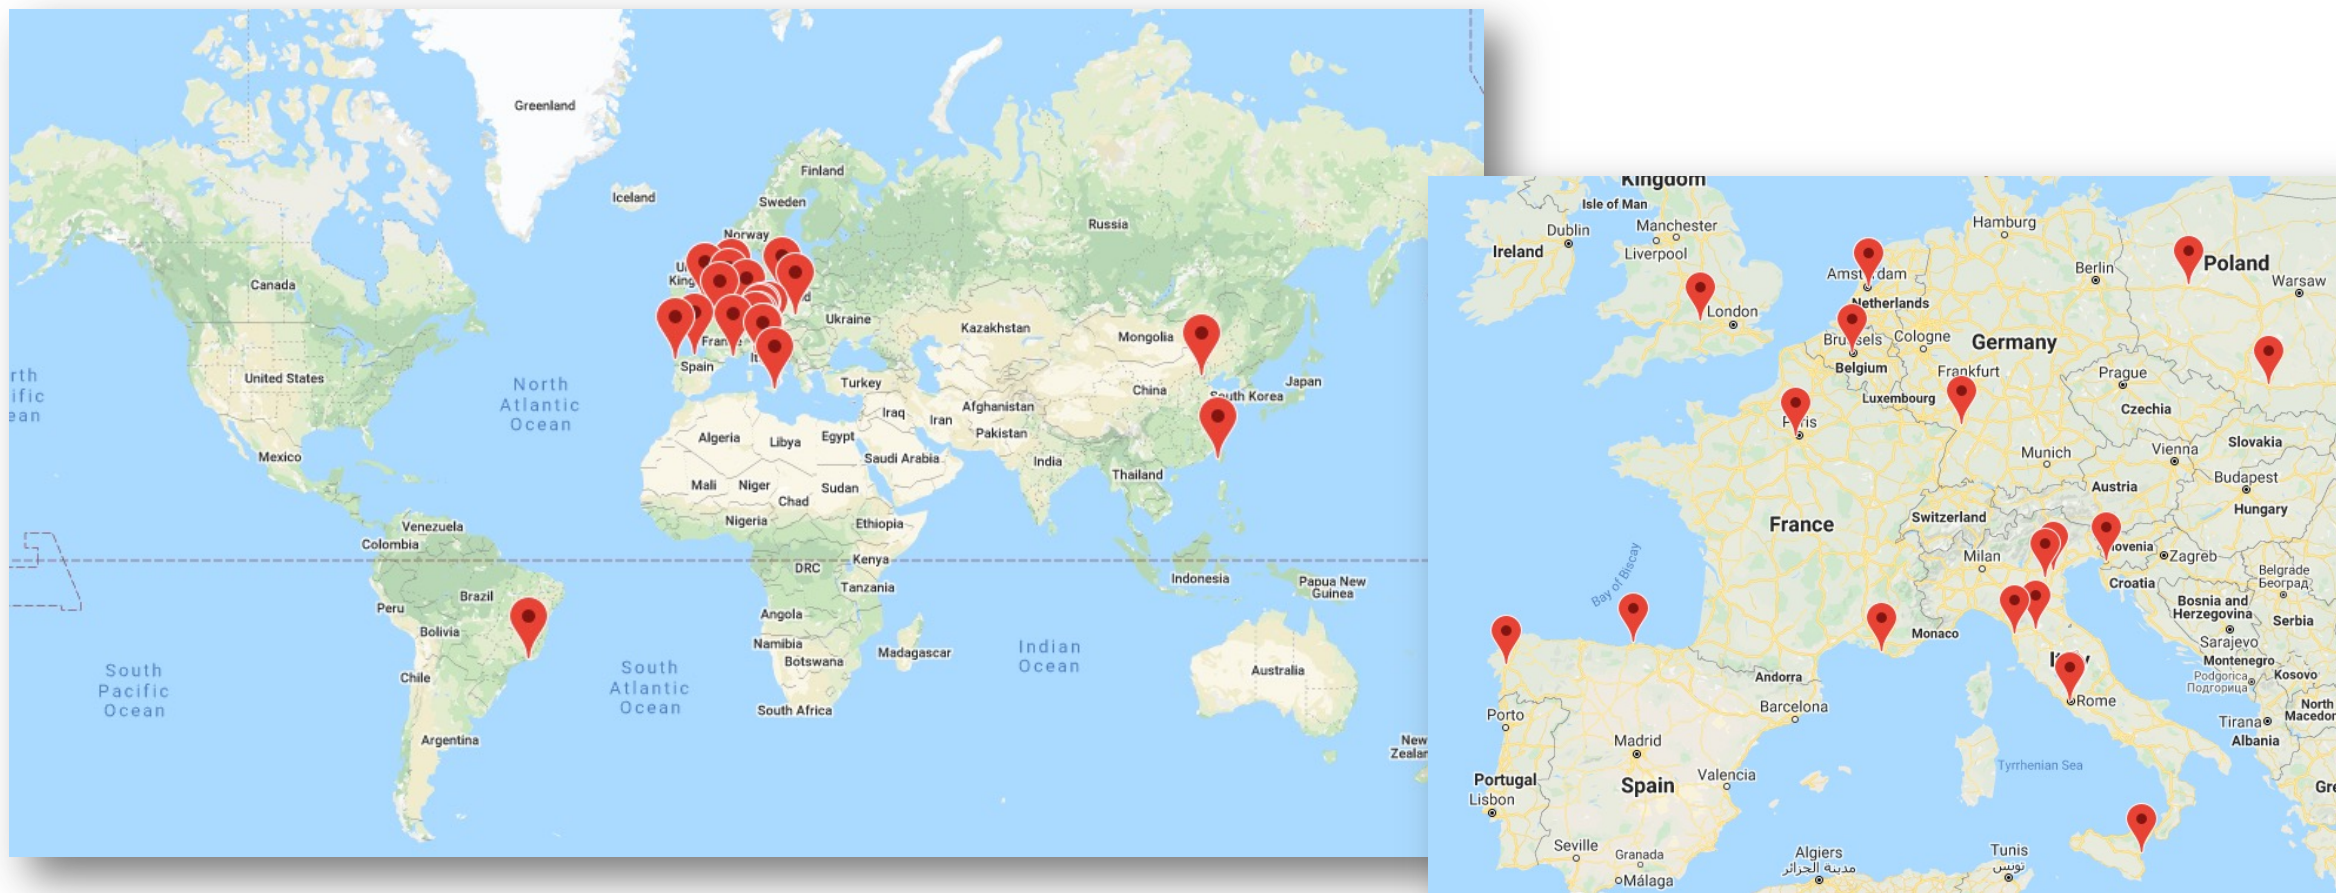 Greenland
Finland
Iceland
Sweden
Russia
Norway
Canada
Ukraine
Kazakhstan
Mongolia
France
Spain
United States
North
Atlantic
Ocean
Turkey
China
Japan
South Korea
Iraq
Iran
Afghanistan
Pakistan
Algeria
Libya
Egypt
Saudi Arabia
Mexico
India
Thailand
Mali
Niger
Sudan
Chad
Nigeria
Ethiopia
Venezuela
Colombia
Kenya
DRC
Tanzania
Indonesia
Papua New
Guinea
Brazil
Peru
Angola
Bolivia
Namibia
Botswana
Madagascar
Indian
Ocean
South
Pacific
Ocean
Chile
South
Atlantic
Ocean
Australia
South Africa
Argentina
New
Kingdom
Isle of Man
Dublin
Manchester
Hamburg
Ireland
Liverpool
Berlin
Poland
Warsaw
Netherlands
London
Cologne
Germany
Belgium
Frankfurt
Prague
Luxembourg
Czechia
Slovakia
Munich
Vienna
Budapest
Austria
Hungary
France
Switzerland
Milan
Zagreb
Bay of Biscay
Croatia
Belgrade
Београд
Bosnia and
Herzegovina
Serbia
Monaco
Sarajevo
Montenegro
Kosovo
Podgorica
Подгорица
Andorra
Rome
North
Barcelona
Porto
Tirana
Albania
Madrid
Tyrrhenian Sea
Portugal
Spain
Valencia
Lisbon
Seville
Granada
Málaga
Algiers
مدينة الجزائر
Tunis
تونس